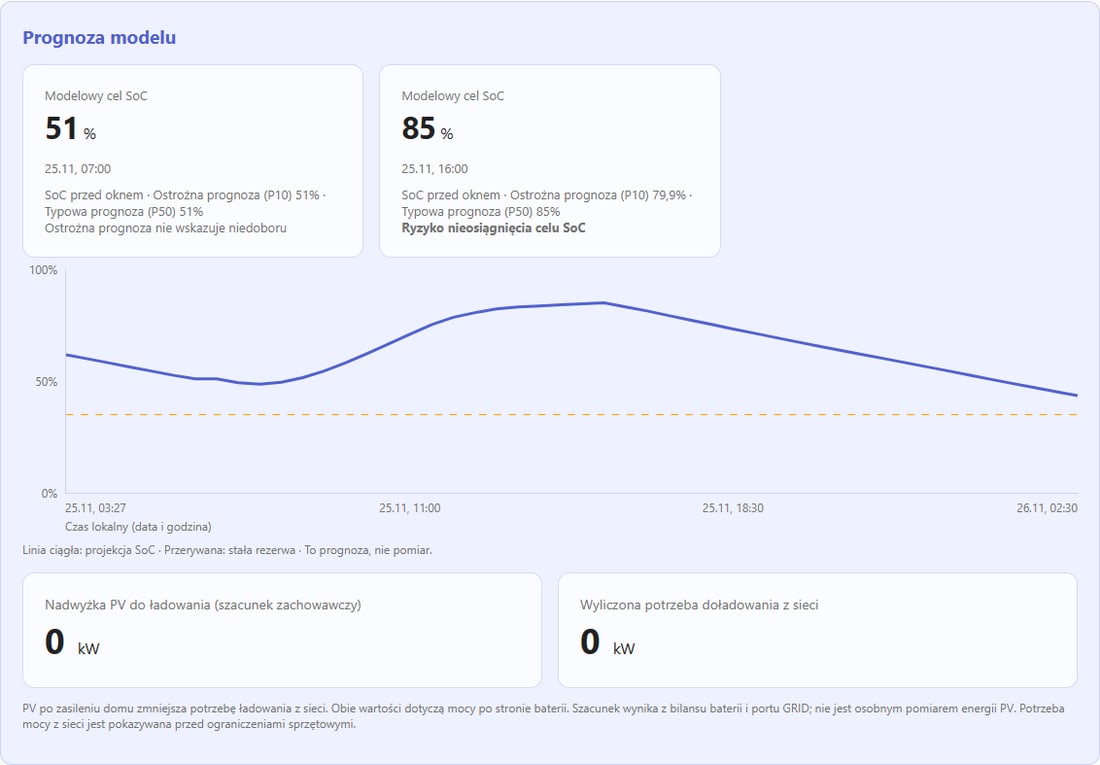 Prognoza modelu
Modelowy cel SoC
51 %
25.11, 07:00
SoC przed oknem · Ostrożna prognoza (P10) 51% ·
Typowa prognoza (P50) 51%
Ostrożna prognoza nie wskazuje niedoboru
Modelowy cel SoC
85 %
25.11, 16:00
SoC przed oknem · Ostrożna prognoza (P10) 79,9% ·
Typowa prognoza (P50) 85%
Ryzyko nieosiągnięcia celu SoC
100%
50%
0%
25.11, 03:27
25.11, 11:00
25.11, 18:30
26.11, 02:30
Czas lokalny (data i godzina)
Linia ciągła: projekcja SoC · Przerywana: stała rezerwa · To prognoza, nie pomiar.
Nadwyżka PV do ładowania (szacunek zachowawczy)
0 kW
Wyliczona potrzeba doładowania z sieci
0 kW
PV po zasileniu domu zmniejsza potrzebę ładowania z sieci. Obie wartości dotyczą mocy po stronie baterii. Szacunek wynika z bilansu baterii i portu GRID; nie jest osobnym pomiarem energii PV. Potrzeba
mocy z sieci jest pokazywana przed ograniczeniami sprzętowymi.